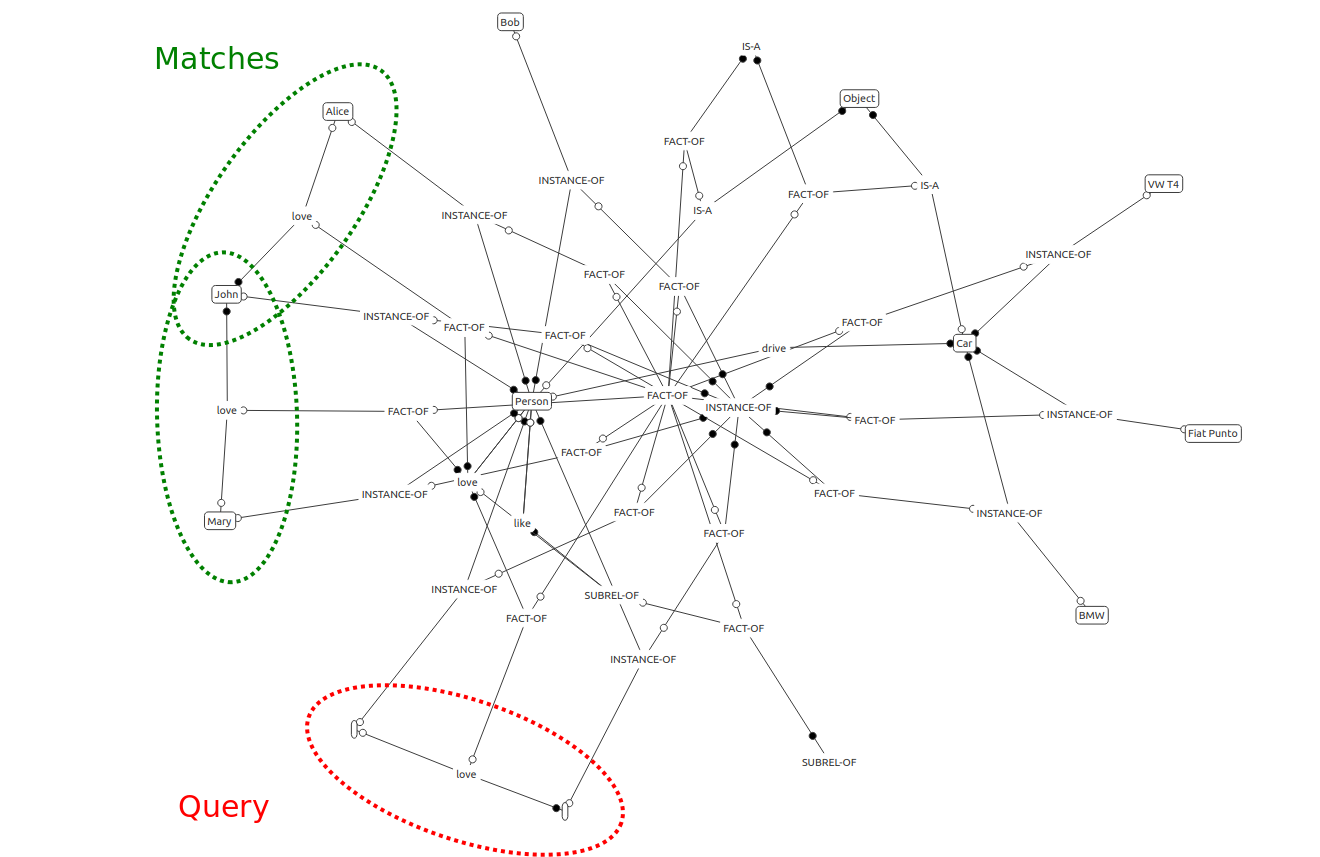 Bob
IS-A
Matches
Object
Alice
FACT-OF
INSTANCE-OF
VW T4
IS-A
FACT-OF
IS-A
love
INSTANCE-OF
INSTANCE-OF
FACT-OF
FACT-OF
John
INSTANCE-OF
FACT-OF
FACT-OF
FACT-OF
drive
Car
FACT-OF
Person
INSTANCE-OF
love
FACT-OF
FACT-OF
INSTANCE-OF
Fiat Punto
FACT-OF
love
INSTANCE-OF
FACT-OF
FACT-OF
INSTANCE-OF
Mary
like
FACT-OF
INSTANCE-OF
SUBREL-OF
BMW
FACT-OF
FACT-OF
INSTANCE-OF
SUBREL-OF
love
Query